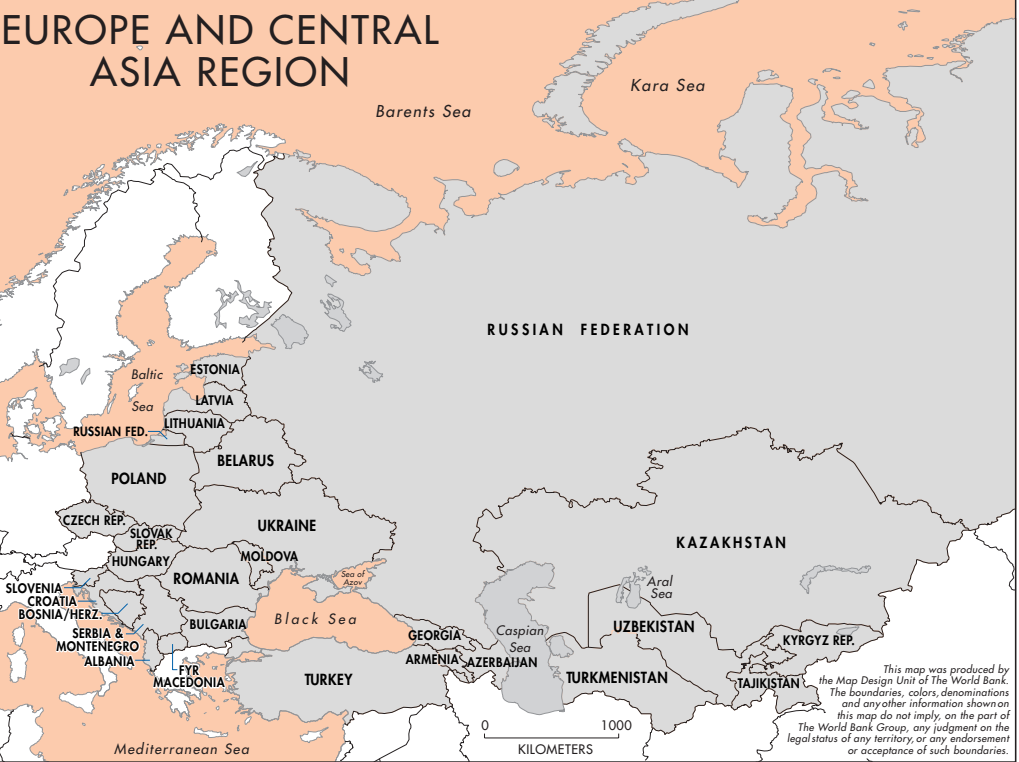 EUROPE AND CENTRAL
ASIA REGION
Barents Sea
Kara Sea
RUSSIAN FEDERATION
Baltic
Sea
ESTONIA
LATVIA
LITHUANIA
RUSSIAN FED.
BELARUS
POLAND
CZECH REP.
SLOVAK
REP.
UKRAINE
KAZAKHSTAN
HUNGARY
MOLDOVA
ROMANIA
Sea of
Azov
Aral
Sea
SLOVENIA
CROATIA
BOSNIA/HERZ.
SERBIA &
MONTENEGRO
ALBANIA
BULGARIA
Black Sea
FYR
MACEDONIA
GEORGIA
ARMENIA
AZERBAIJAN
Caspian
Sea
UZBEKISTAN
KYRGYZ REP.
TURKEY
TURKMENISTAN
TAJIKISTAN
Mediterranean Sea
0 1000
KILOMETERS
This map was produced by
the Map Design Unit of The World Bank.
The boundaries, colors, denominations
and any other information shown on
this map do not imply, on the part of
The World Bank Group, any judgment on the
legal status of any territory, or any endorsement
or acceptance of such boundaries.